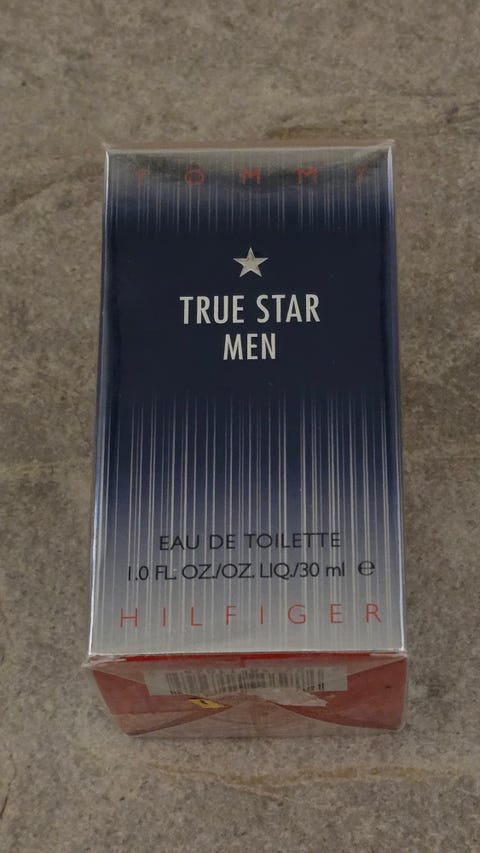 TOMMY
TRUE STAR
MEN
EAU DE TOILETTE
1.0 FL. OZ./OZ. LIQ./30 ml ℮
HILFIGER